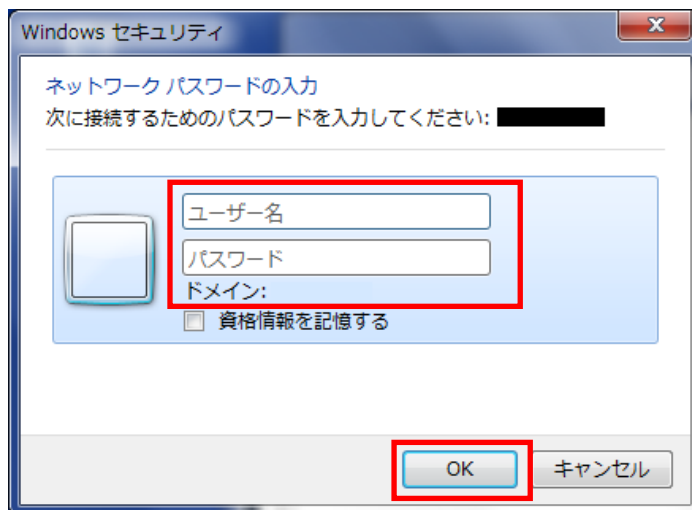 Windows セキュリティ
ネットワーク パスワードの入力
次に接続するためのパスワードを入力してください:
ユーザー名
パスワード
ドメイン:
資格情報を記憶する
OK
キャンセル